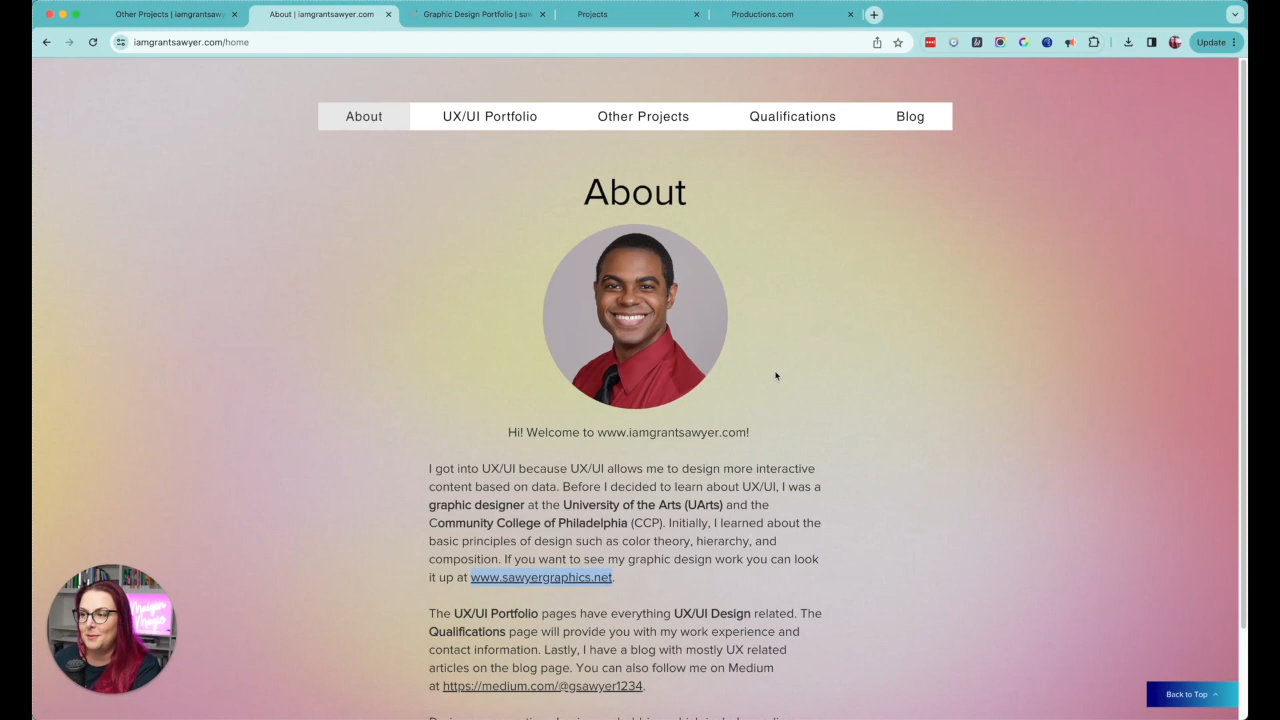 Other Projects | iamgrantsawy
About | iamgrantsawyer.com
Graphic Design Portfolio | saw
Projects
Productions.com
iamgrantsawyer.com/home
Update
About
UX/UI Portfolio
Other Projects
Qualifications
Blog
About
Hi! Welcome to www.iamgrantsawyer.com!
I got into UX/UI because UX/UI allows me to design more interactive
content based on data. Before I decided to learn about UX/UI, I was a
graphic designer at the University of the Arts (UArts) and the
Community College of Philadelphia (CCP). Initially, I learned about the
basic principles of design such as color theory, hierarchy, and
composition. If you want to see my graphic design work you can look
it up at www.sawyergraphics.net.
The UX/UI Portfolio pages have everything UX/UI Design related. The
Qualifications page will provide you with my work experience and
contact information. Lastly, I have a blog with mostly UX related
articles on the blog page. You can also follow me on Medium
at https://medium.com/@gsawyer1234.
Back to Top
Magic